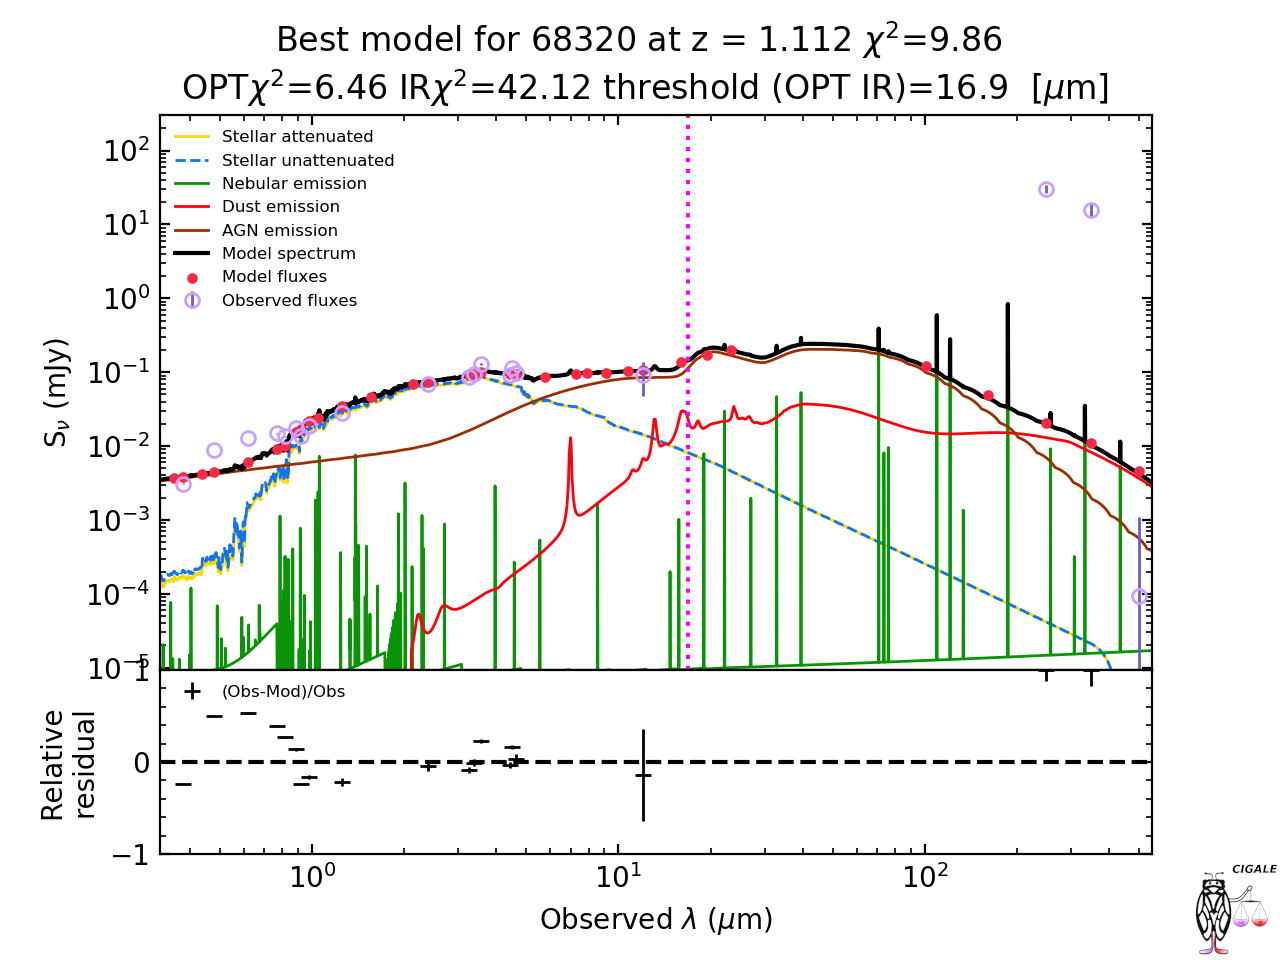 Best model for 68320 at z = 1.112 χ²=9.86
OPTχ²=6.46 IRχ²=42.12 threshold (OPT IR)=16.9 [μm]
Stellar attenuated
Stellar unattenuated
Nebular emission
Dust emission
AGN emission
Model spectrum
Model fluxes
Observed fluxes
10²
10¹
10⁰
10⁻¹
10⁻²
10⁻³
10⁻⁴
10⁻⁵
S_ν (mJy)
(Obs-Mod)/Obs
1
0
−1
Relative
residual
10⁰ 10¹ 10²
Observed λ (μm)
CIGALE